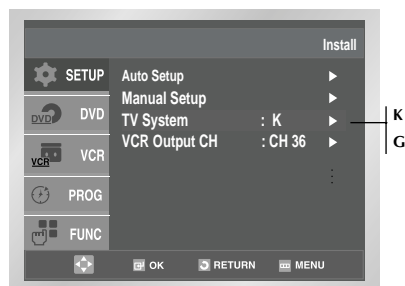 Install
SETUP
Auto Setup
Manual Setup
DVD DVD
TV System : K
K
VCR Output CH : CH 36
G
VCR VCR
PROG
FUNC
OK RETURN MENU